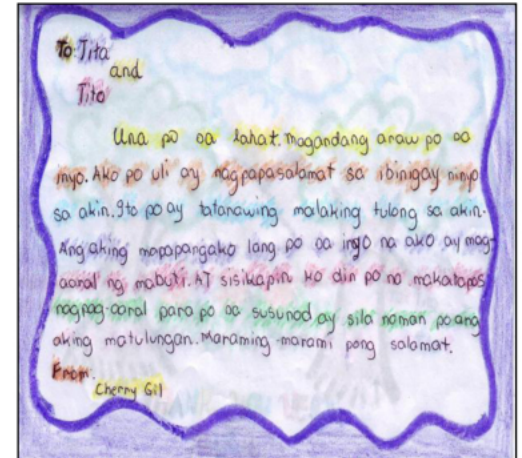 To: Tita
and
Tito
Una po sa lahat. magandang araw po sa
inyo. Ako po uli ay nagpapasalamat sa ibinigay ninyo
sa akin. Ito po ay tatanawing malaking tulong sa akin.
Ang aking mapapangako lang po sa inyo na ako ay mag-
aaral ng mabuti. At sisikapin ko din po na makatapos
nagpag-aaral para po sa susunod ay sila naman po ang
aking matulungan. Maraming-marami pong salamat.
From:
Cherry Gil